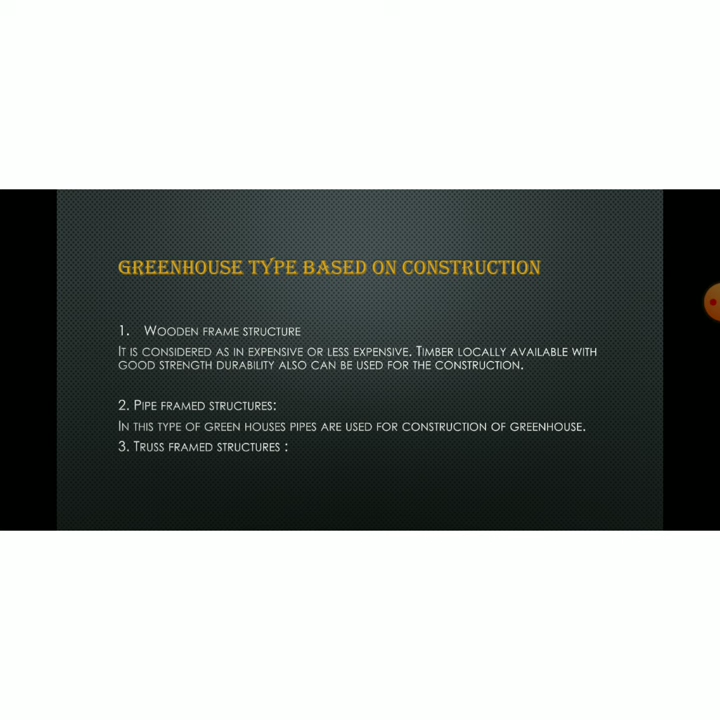 GREENHOUSE TYPE BASED ON CONSTRUCTION
1. WOODEN FRAME STRUCTURE
IT IS CONSIDERED AS IN EXPENSIVE OR LESS EXPENSIVE. TIMBER LOCALLY AVAILABLE WITH
GOOD STRENGTH DURABILITY ALSO CAN BE USED FOR THE CONSTRUCTION.
2. PIPE FRAMED STRUCTURES:
IN THIS TYPE OF GREEN HOUSES PIPES ARE USED FOR CONSTRUCTION OF GREENHOUSE.
3. TRUSS FRAMED STRUCTURES :